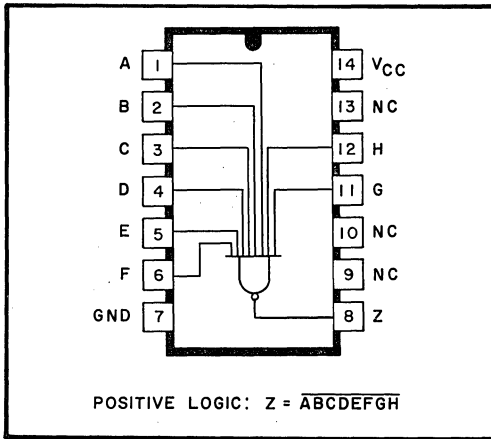 A 1 14 VCC
B 2 13 NC
C 3 12 H
D 4 11 G
E 5 10 NC
F 6 9 NC
GND 7 8 Z
POSITIVE LOGIC: Z = A̅B̅C̅D̅E̅F̅G̅H̅